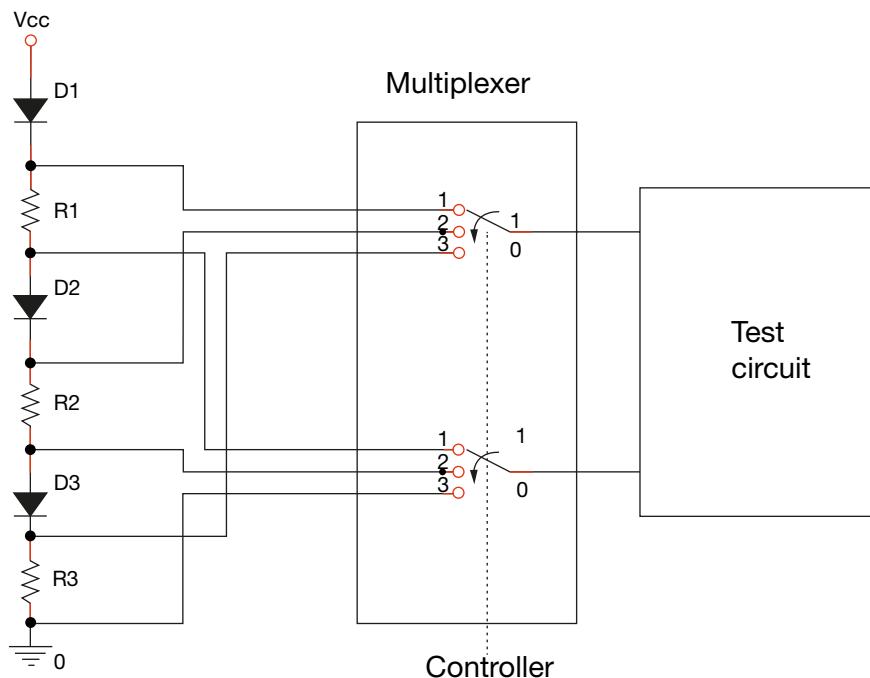 Vcc
D1
R1
D2
R2
D3
R3
0
Multiplexer
1
2
3
1
0
1
2
3
1
0
Controller
Test
circuit